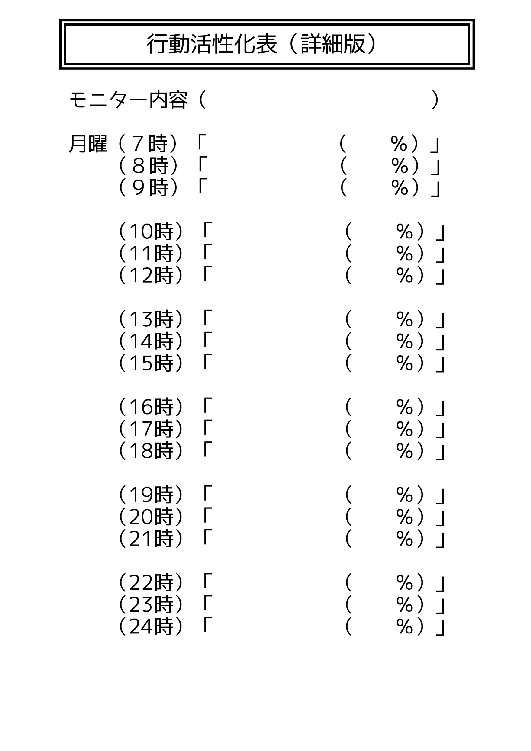 行動活性化表（詳細版）
モニター内容（　　　　　　　　　　　）
月曜（７時）「　　　　　　　（　　％）」
（８時）「　　　　　　　（　　％）」
（９時）「　　　　　　　（　　％）」
（10時）「　　　　　　　（　　％）」
（11時）「　　　　　　　（　　％）」
（12時）「　　　　　　　（　　％）」
（13時）「　　　　　　　（　　％）」
（14時）「　　　　　　　（　　％）」
（15時）「　　　　　　　（　　％）」
（16時）「　　　　　　　（　　％）」
（17時）「　　　　　　　（　　％）」
（18時）「　　　　　　　（　　％）」
（19時）「　　　　　　　（　　％）」
（20時）「　　　　　　　（　　％）」
（21時）「　　　　　　　（　　％）」
（22時）「　　　　　　　（　　％）」
（23時）「　　　　　　　（　　％）」
（24時）「　　　　　　　（　　％）」